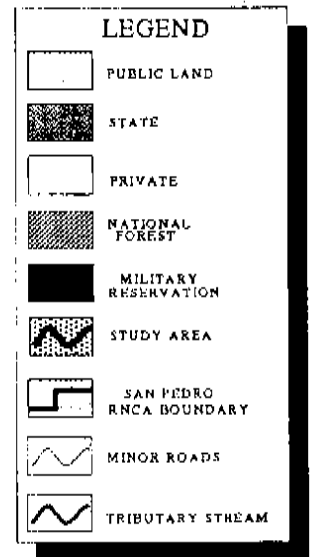 LEGEND
PUBLIC LAND
STATE
PRIVATE
NATIONAL
FOREST
MILITARY
RESERVATION
STUDY AREA
SAN PEDRO
RNCA BOUNDARY
MINOR ROADS
TRIBUTARY STREAM